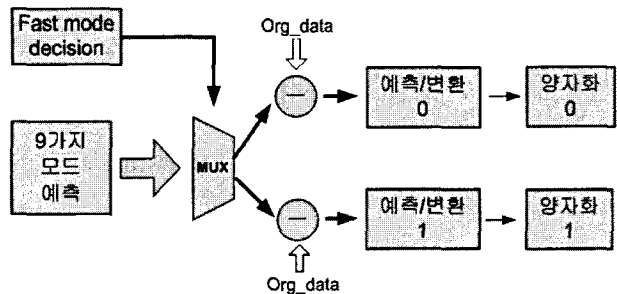 Fast mode
decision
Org_data
예측/변환
0
양자화
0
9가지
모드
예측
MUX
예측/변환
1
양자화
1
Org_data